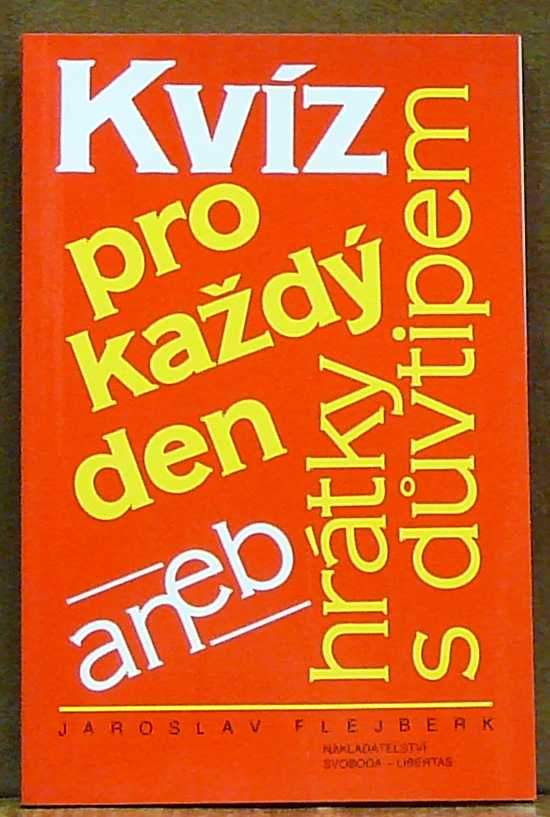 Kvíz
pro
každý
den
aneb
hrátky
s důvtipem
JAROSLAV FLEJBERK
NAKLADATELSTVÍ
SVOBODA – LIBERTAS